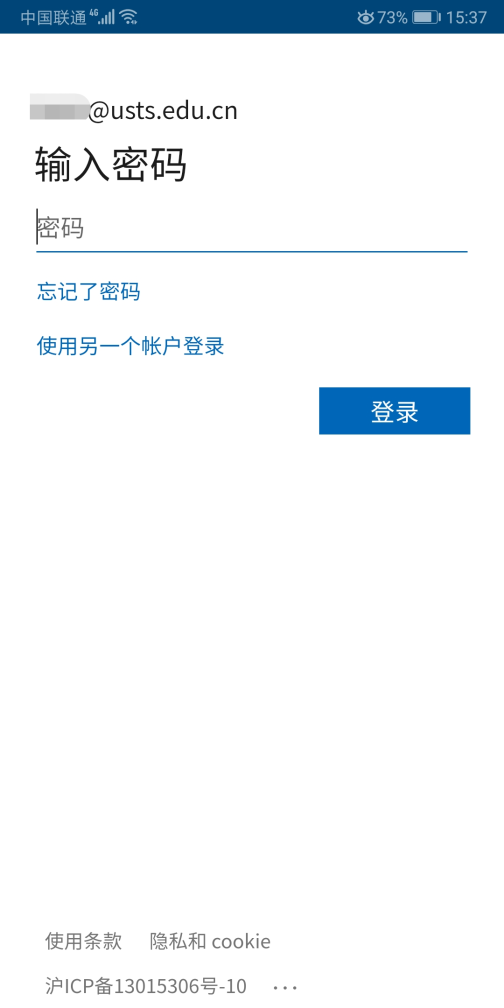 中国联通 4G 73% 15:37
@usts.edu.cn
输入密码
密码
忘记了密码
使用另一个帐户登录
登录
使用条款 隐私和 cookie
沪ICP备13015306号-10 ...